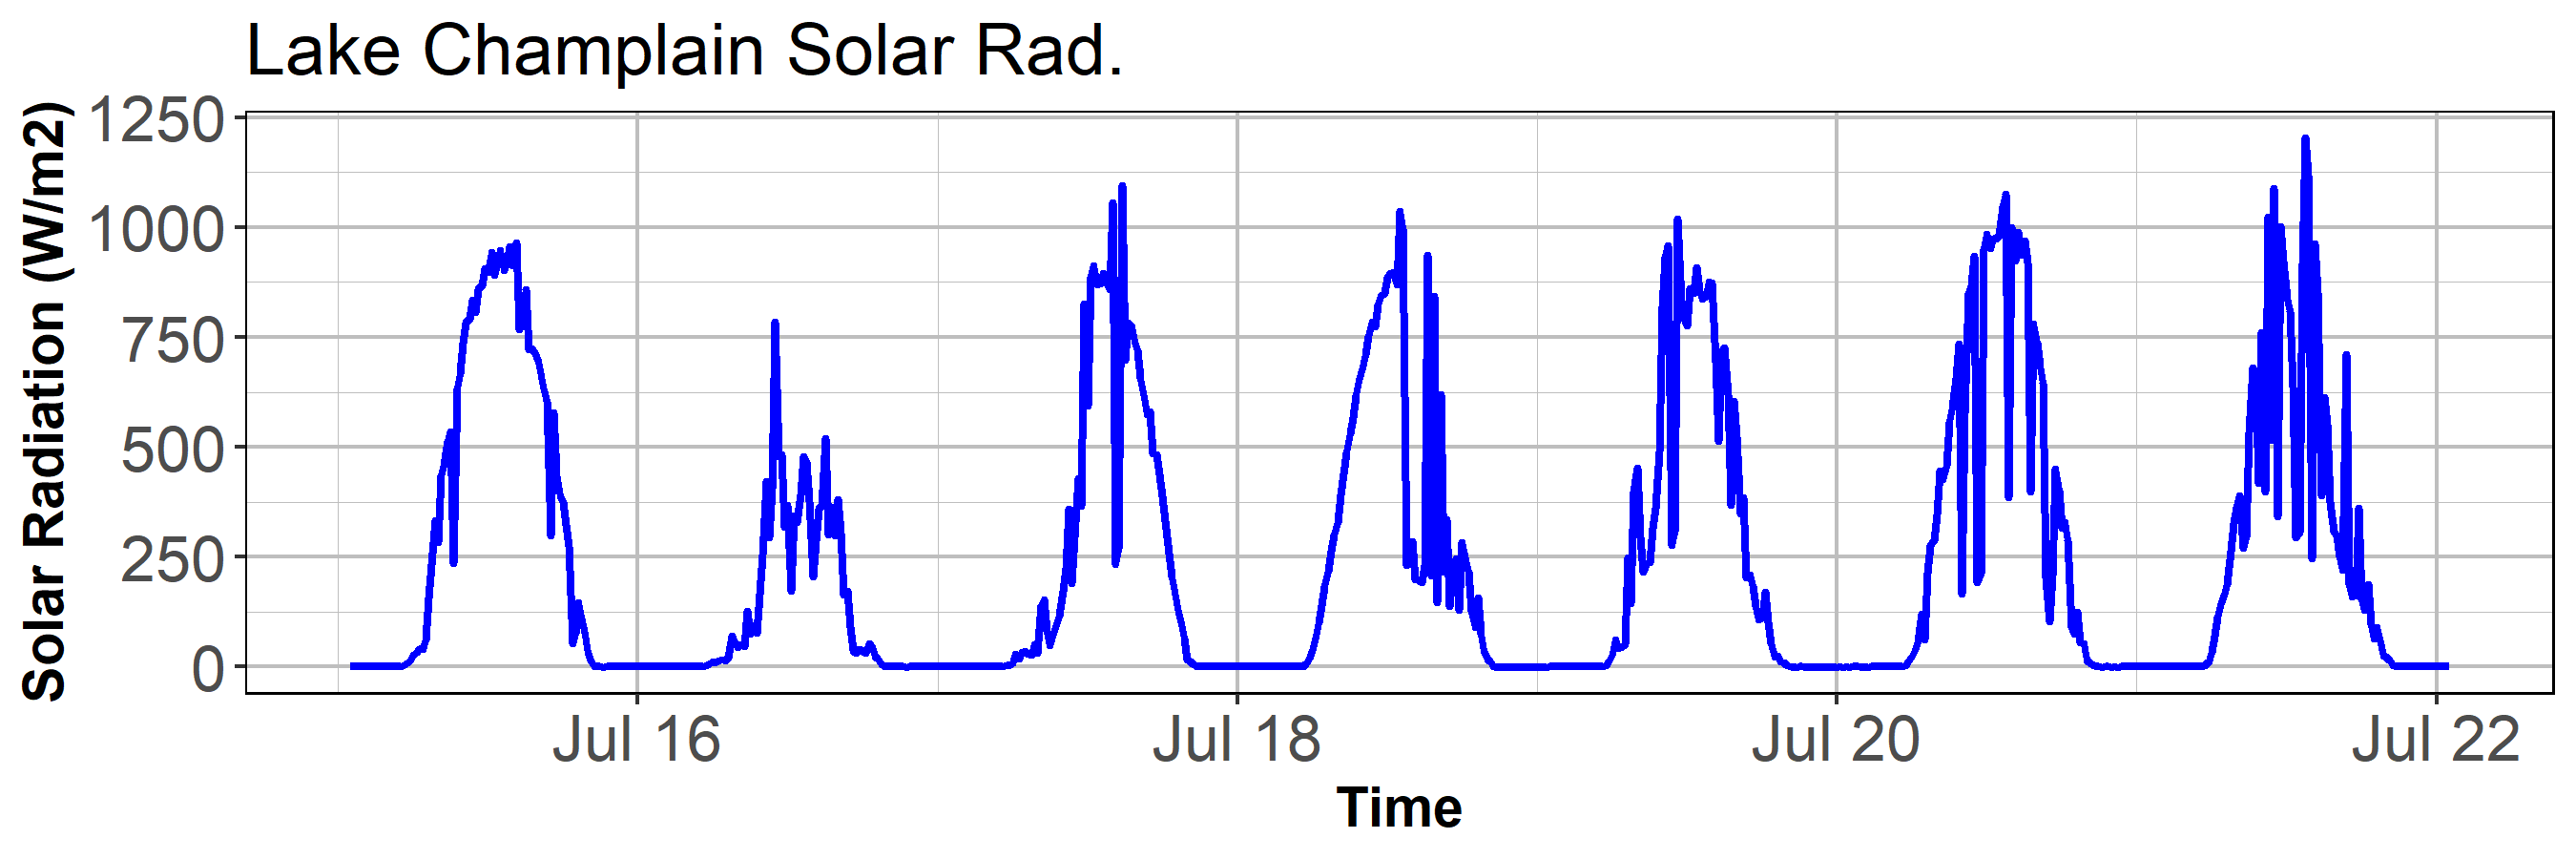 Lake Champlain Solar Rad.
Solar Radiation (W/m2)
1250
1000
750
500
250
0
Jul 16 Jul 18 Jul 20 Jul 22
Time